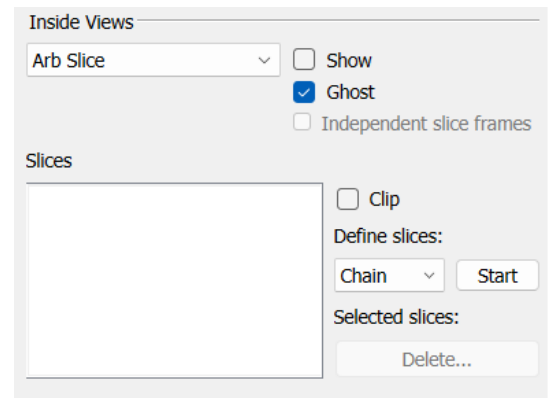 Inside Views
Arb Slice
Show
Ghost
Independent slice frames
Slices
Clip
Define slices:
Chain
Start
Selected slices:
Delete...